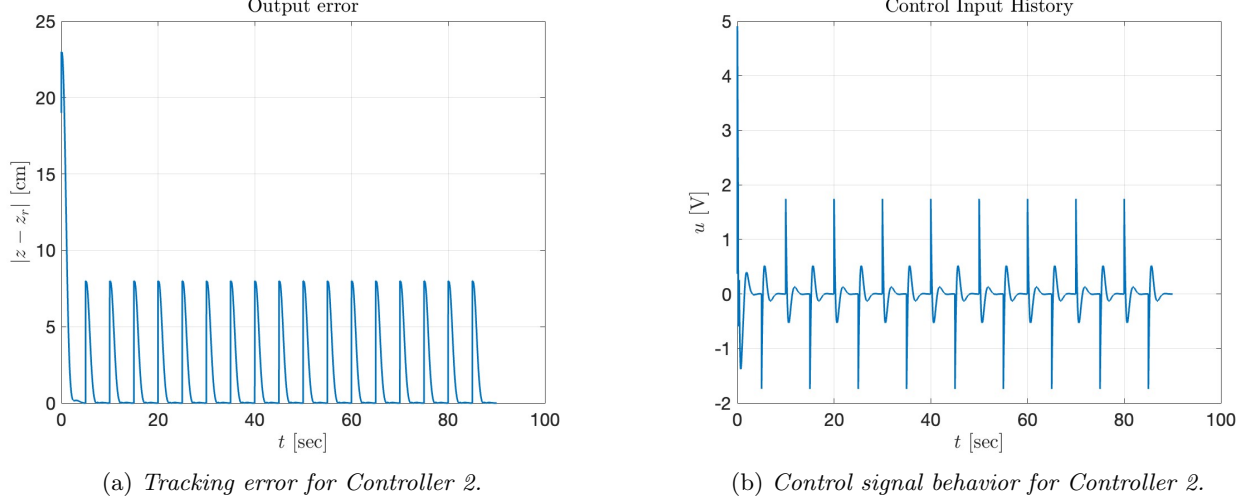 Output error
25
20
15
10
5
0
|z − z_r| [cm]
0 20 40 60 80 100
t [sec]
(a) Tracking error for Controller 2.
Control Input History
5
4
3
2
1
0
-1
-2
u [V]
0 20 40 60 80 100
t [sec]
(b) Control signal behavior for Controller 2.